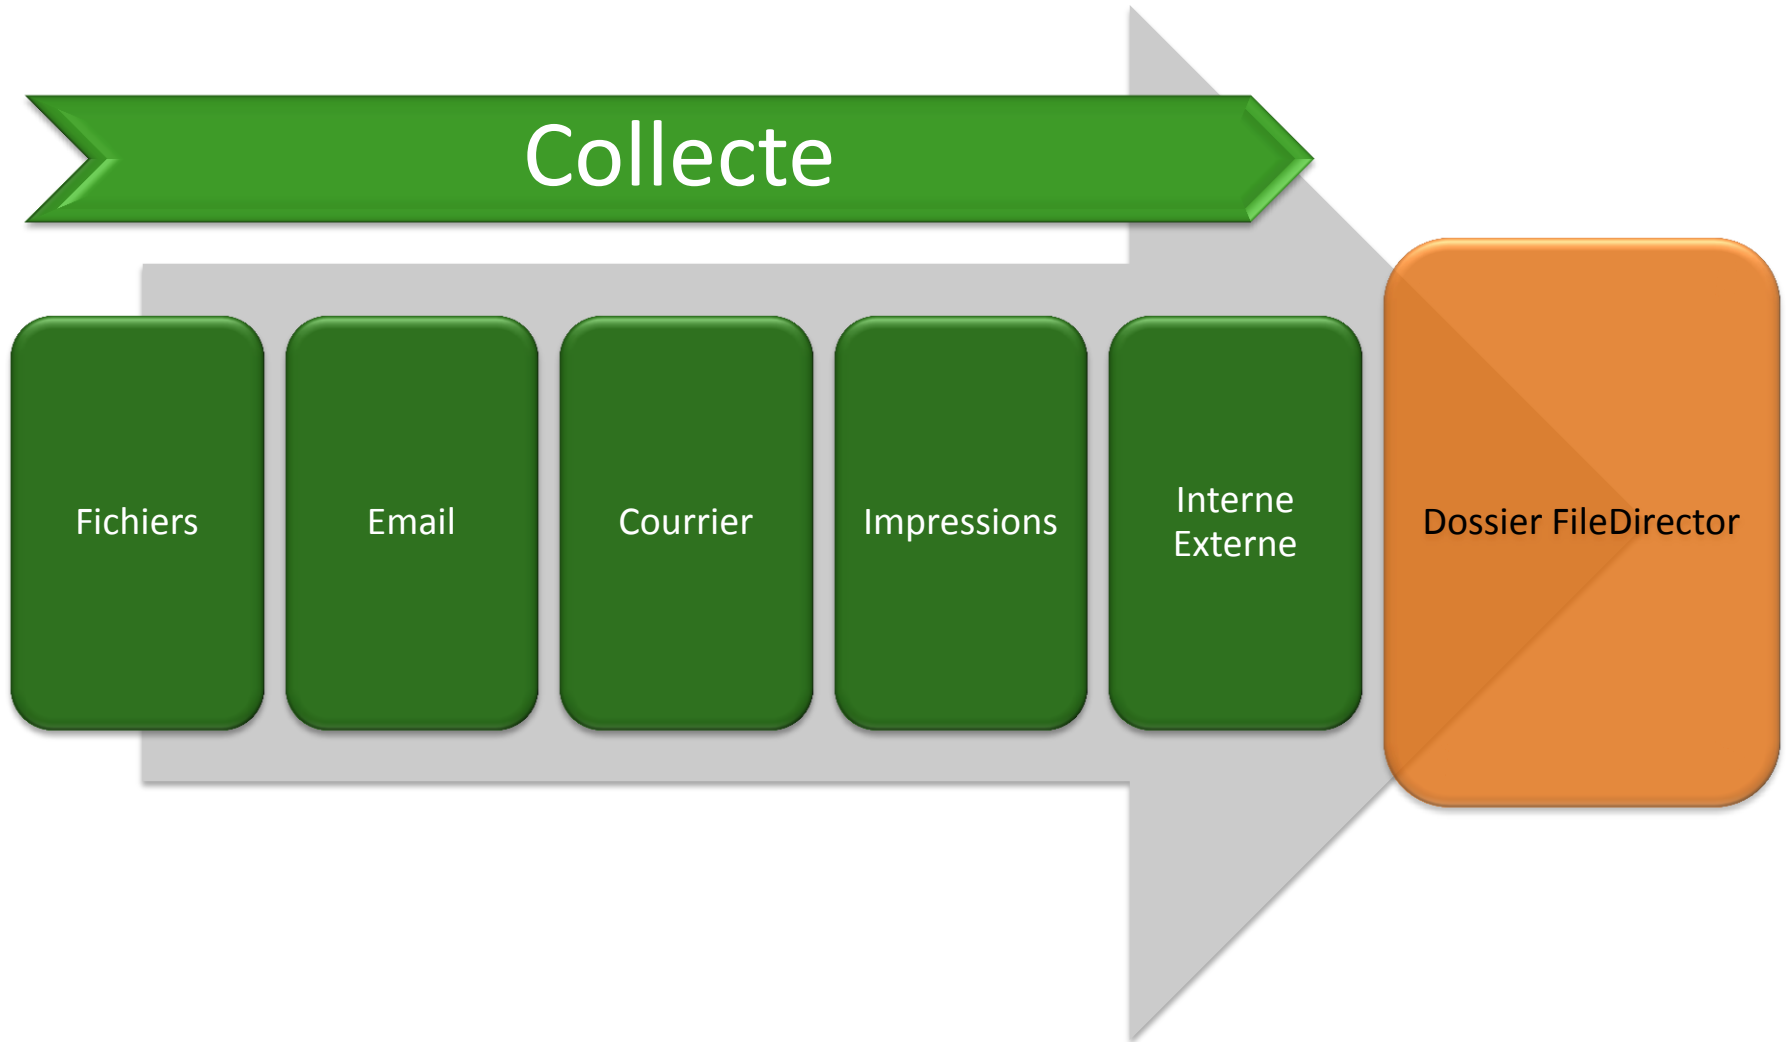 Collecte
Fichiers
Email
Courrier
Impressions
Interne
Externe
Dossier FileDirector